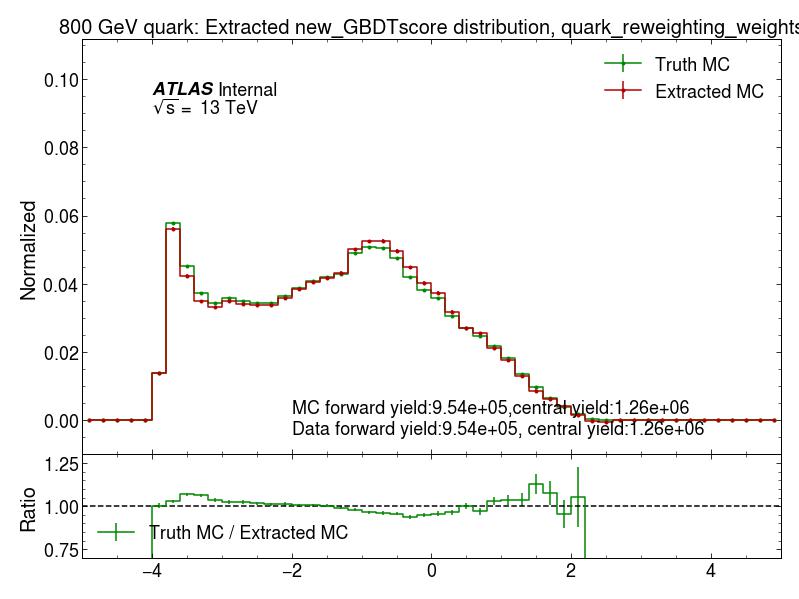 800 GeV quark: Extracted new_GBDTscore distribution, quark_reweighting_weights
Normalized
0.10
0.08
0.06
0.04
0.02
0.00
ATLAS Internal
√s = 13 TeV
Truth MC
Extracted MC
MC forward yield:9.54e+05,central yield:1.26e+06
Data forward yield:9.54e+05, central yield:1.26e+06
Ratio
1.25
1.00
0.75
Truth MC / Extracted MC
−4 −2 0 2 4